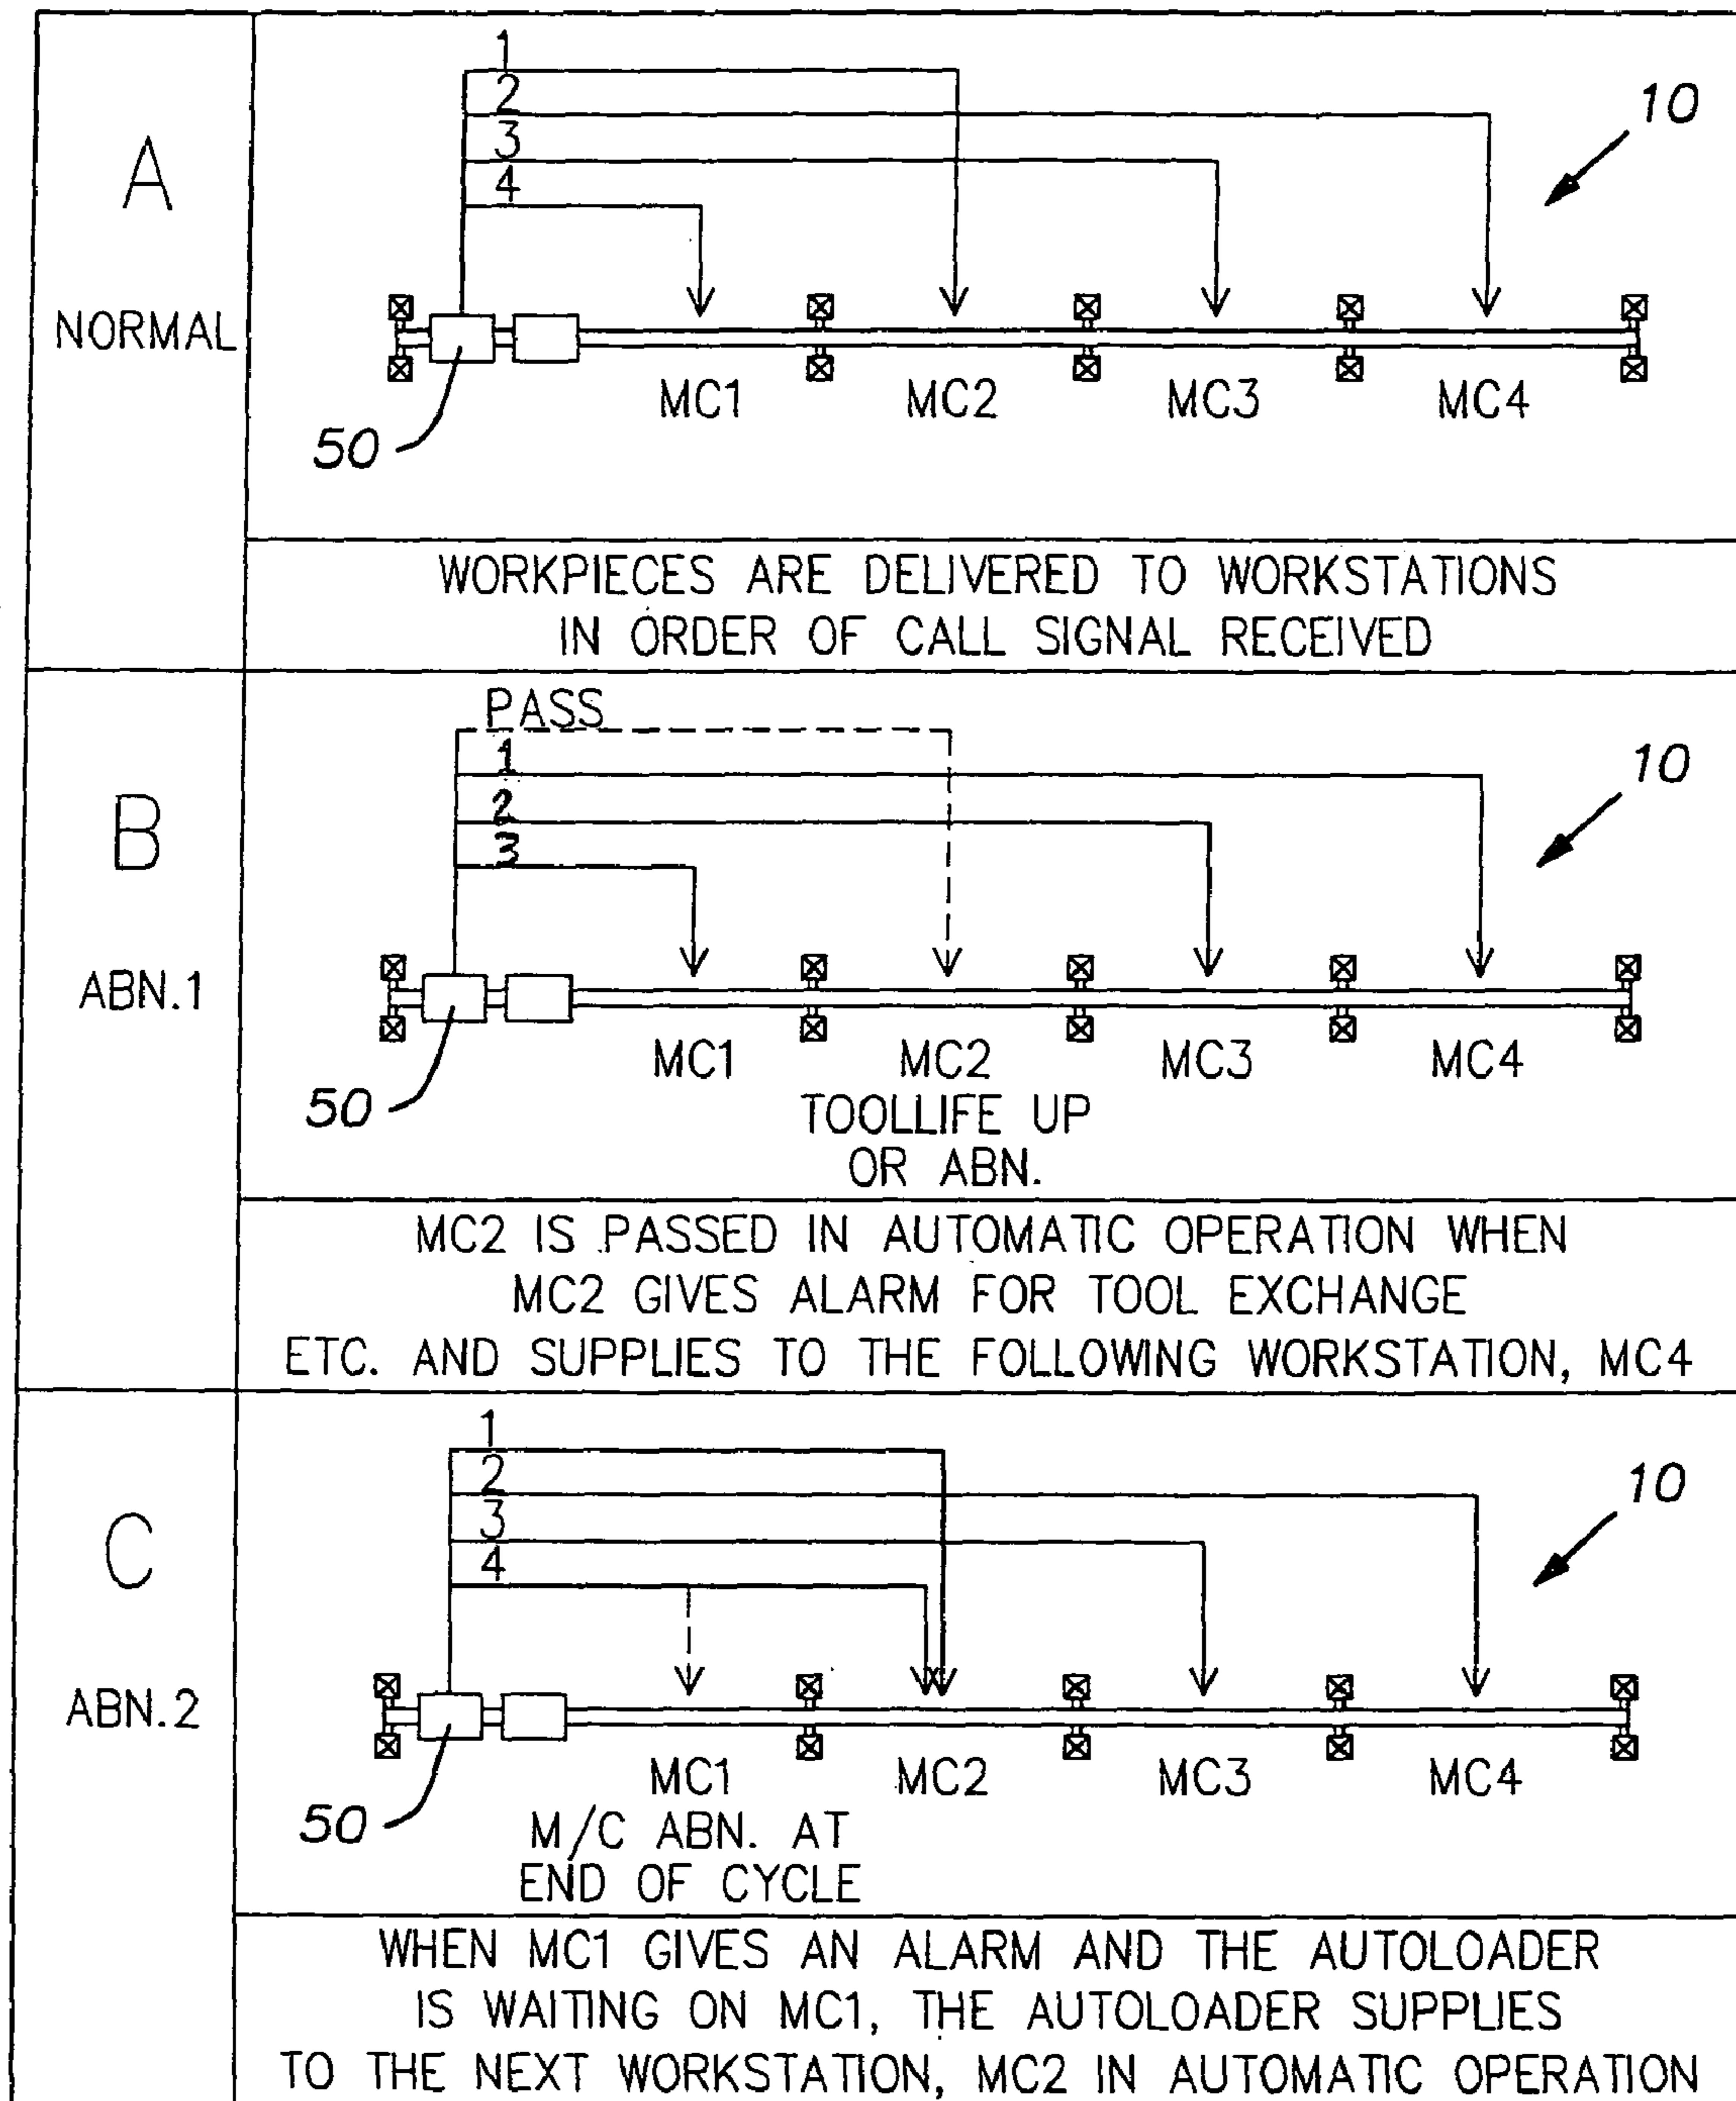 A
NORMAL
1
2
3
4
10
MC1 MC2 MC3 MC4
50
WORKPIECES ARE DELIVERED TO WORKSTATIONS
IN ORDER OF CALL SIGNAL RECEIVED
B
ABN.1
PASS
1
2
3
10
MC1 MC2 MC3 MC4
50
TOOLLIFE UP
OR ABN.
MC2 IS PASSED IN AUTOMATIC OPERATION WHEN
MC2 GIVES ALARM FOR TOOL EXCHANGE
ETC. AND SUPPLIES TO THE FOLLOWING WORKSTATION, MC4
C
ABN.2
1
2
3
4
10
MC1 MC2 MC3 MC4
50
M/C ABN. AT
END OF CYCLE
WHEN MC1 GIVES AN ALARM AND THE AUTOLOADER
IS WAITING ON MC1, THE AUTOLOADER SUPPLIES
TO THE NEXT WORKSTATION, MC2 IN AUTOMATIC OPERATION